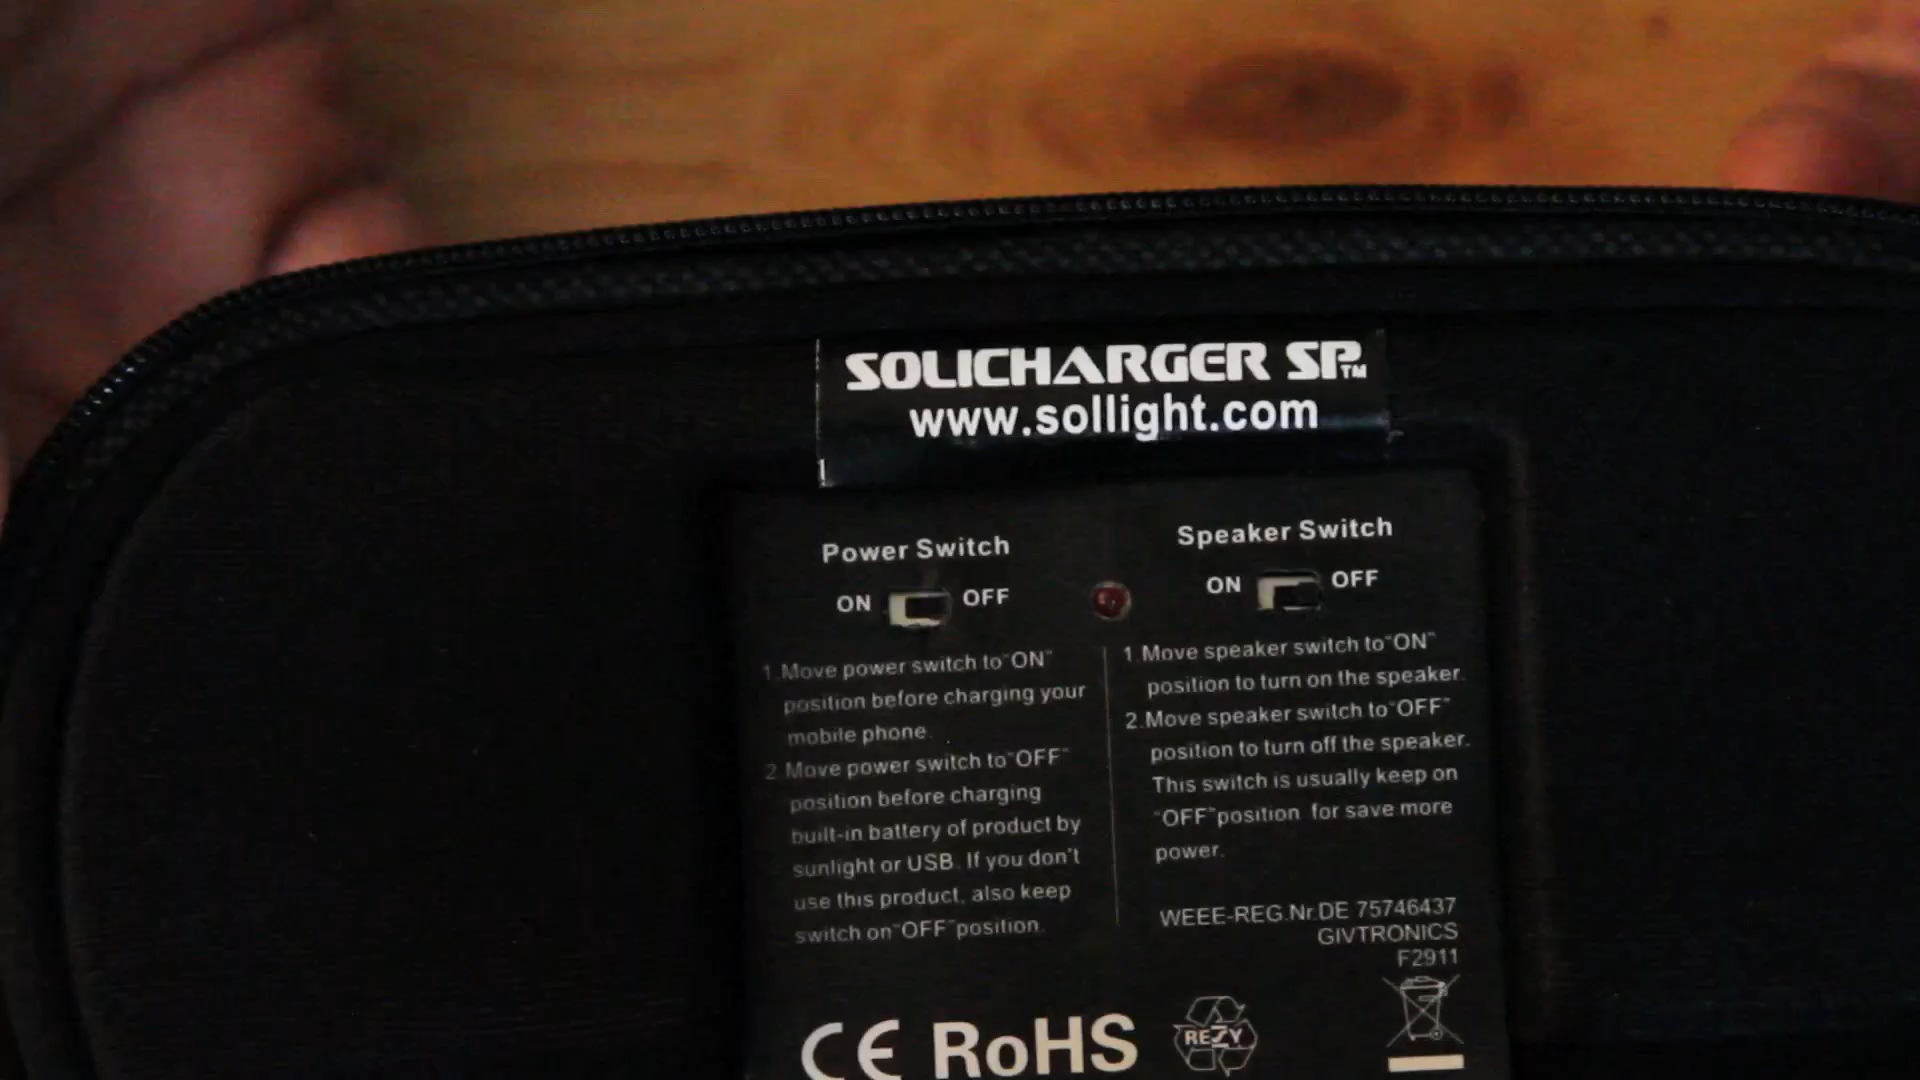 SOLICHARGER SP™
www.sollight.com
Power Switch
ON OFF
1.Move power switch to"ON"
position before charging your
mobile phone.
2.Move power switch to"OFF"
position before charging
built-in battery of product by
sunlight or USB. If you don't
use this product, also keep
switch on"OFF"position.
Speaker Switch
ON OFF
1.Move speaker switch to"ON"
position to turn on the speaker.
2.Move speaker switch to"OFF"
position to turn off the speaker.
This switch is usually keep on
"OFF"position for save more
power.
WEEE-REG.Nr.DE 75746437
GIVTRONICS
F2911
CE RoHS RESY